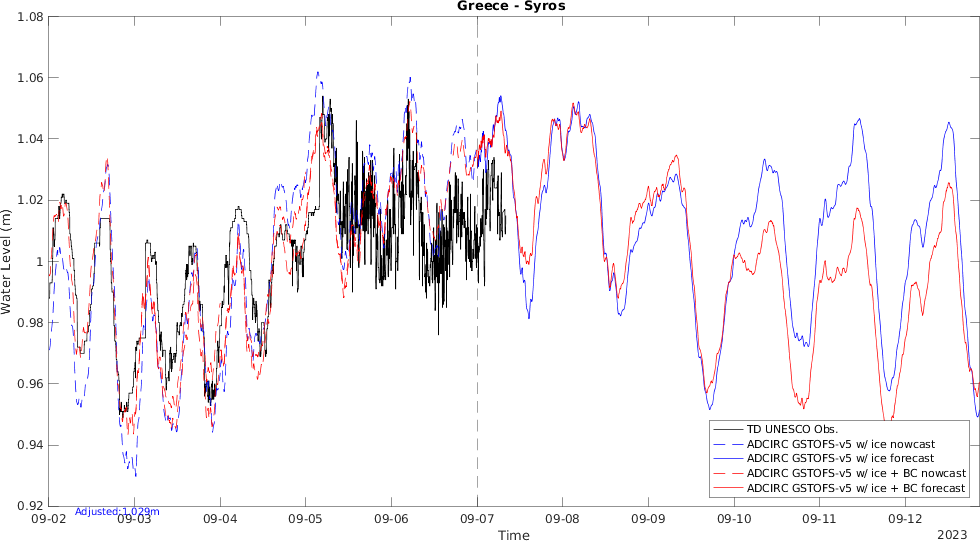 Greece - Syros
1.08
1.06
1.04
1.02
1
0.98
0.96
0.94
0.92
Water Level (m)
TD UNESCO Obs.
ADCIRC GSTOFS-v5 w/ ice nowcast
ADCIRC GSTOFS-v5 w/ ice forecast
ADCIRC GSTOFS-v5 w/ ice + BC nowcast
ADCIRC GSTOFS-v5 w/ ice + BC forecast
Adjusted:1.029m
09-02 09-03 09-04 09-05 09-06 09-07 09-08 09-09 09-10 09-11 09-12
Time
2023